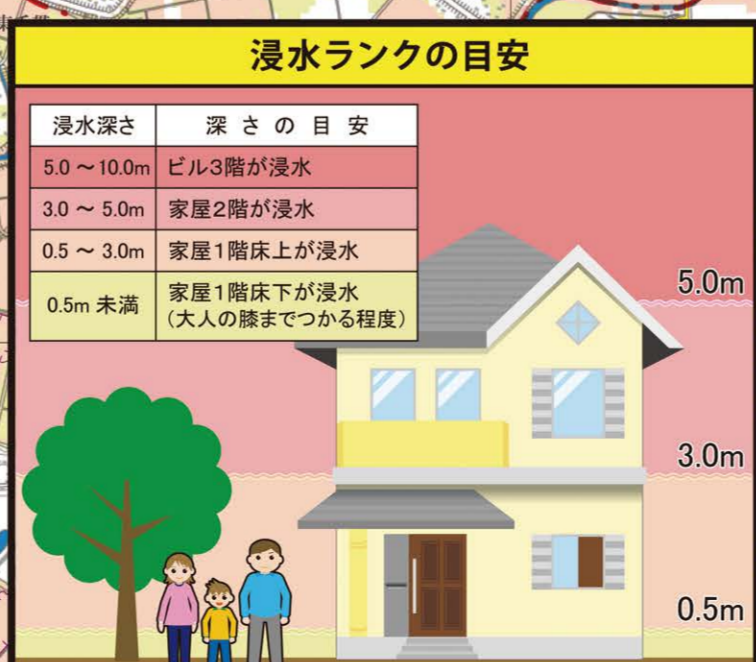 浸水ランクの目安
浸水深さ 深さの目安
5.0～10.0m ビル3階が浸水
3.0～5.0m 家屋2階が浸水
0.5～3.0m 家屋1階床上が浸水
0.5m 未満 家屋1階床下が浸水
(大人の膝までつかる程度)
5.0m
3.0m
0.5m